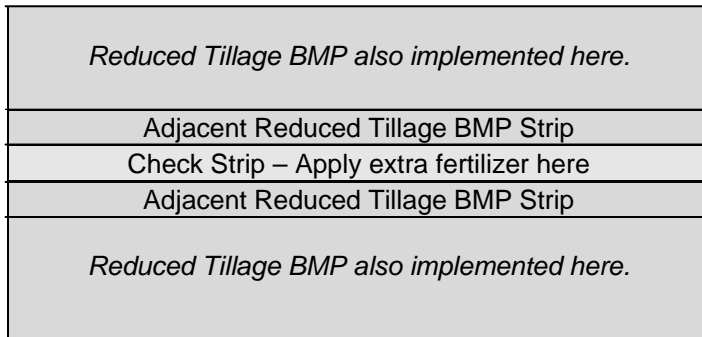 Reduced Tillage BMP also implemented here.
Adjacent Reduced Tillage BMP Strip
Check Strip – Apply extra fertilizer here
Adjacent Reduced Tillage BMP Strip
Reduced Tillage BMP also implemented here.